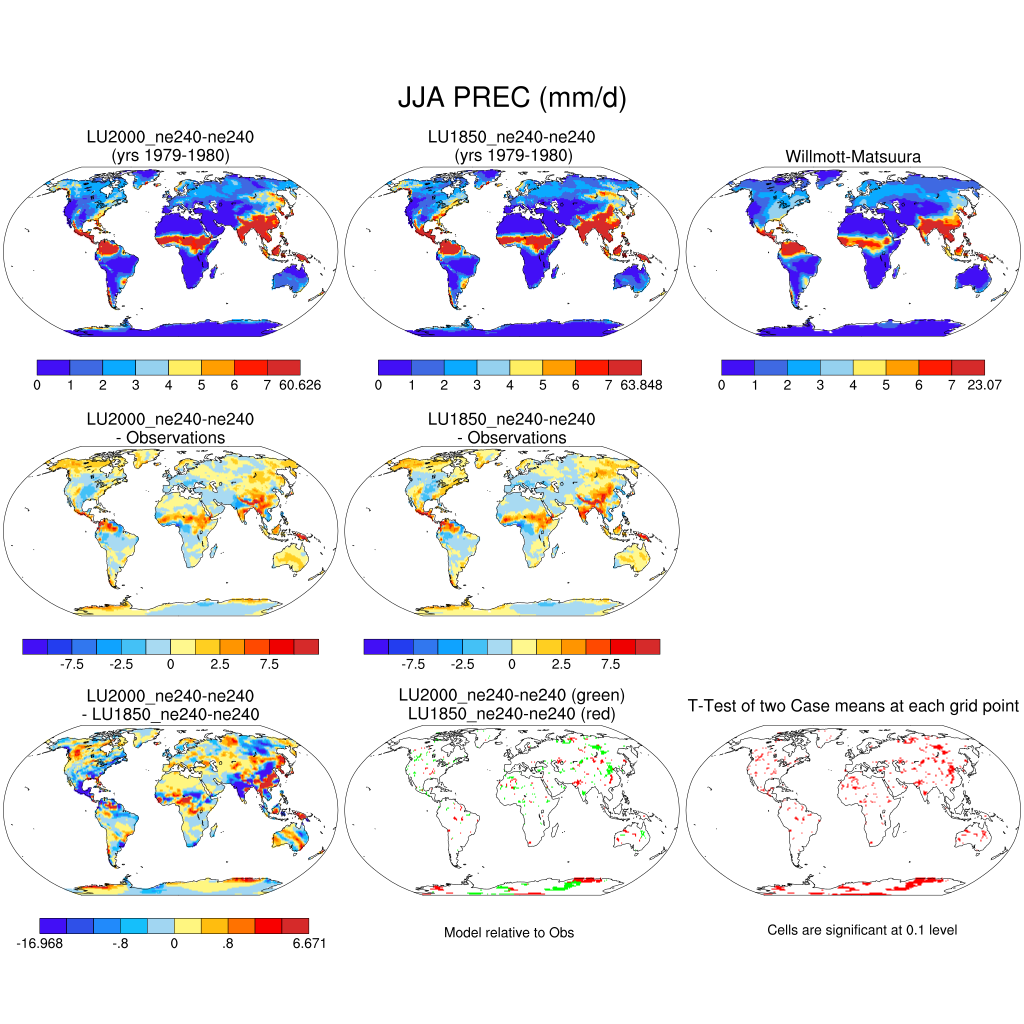 JJA PREC (mm/d)
LU2000_ne240-ne240
(yrs 1979-1980)
LU1850_ne240-ne240
(yrs 1979-1980)
Willmott-Matsuura
0 1 2 3 4 5 6 7 60.626
0 1 2 3 4 5 6 7 63.848
0 1 2 3 4 5 6 7 23.07
LU2000_ne240-ne240
- Observations
LU1850_ne240-ne240
- Observations
-7.5 -2.5 0 2.5 7.5
-7.5 -2.5 0 2.5 7.5
LU2000_ne240-ne240
- LU1850_ne240-ne240
LU2000_ne240-ne240 (green)
LU1850_ne240-ne240 (red)
T-Test of two Case means at each grid point
-16.968 -.8 0 .8 6.671
Model relative to Obs
Cells are significant at 0.1 level